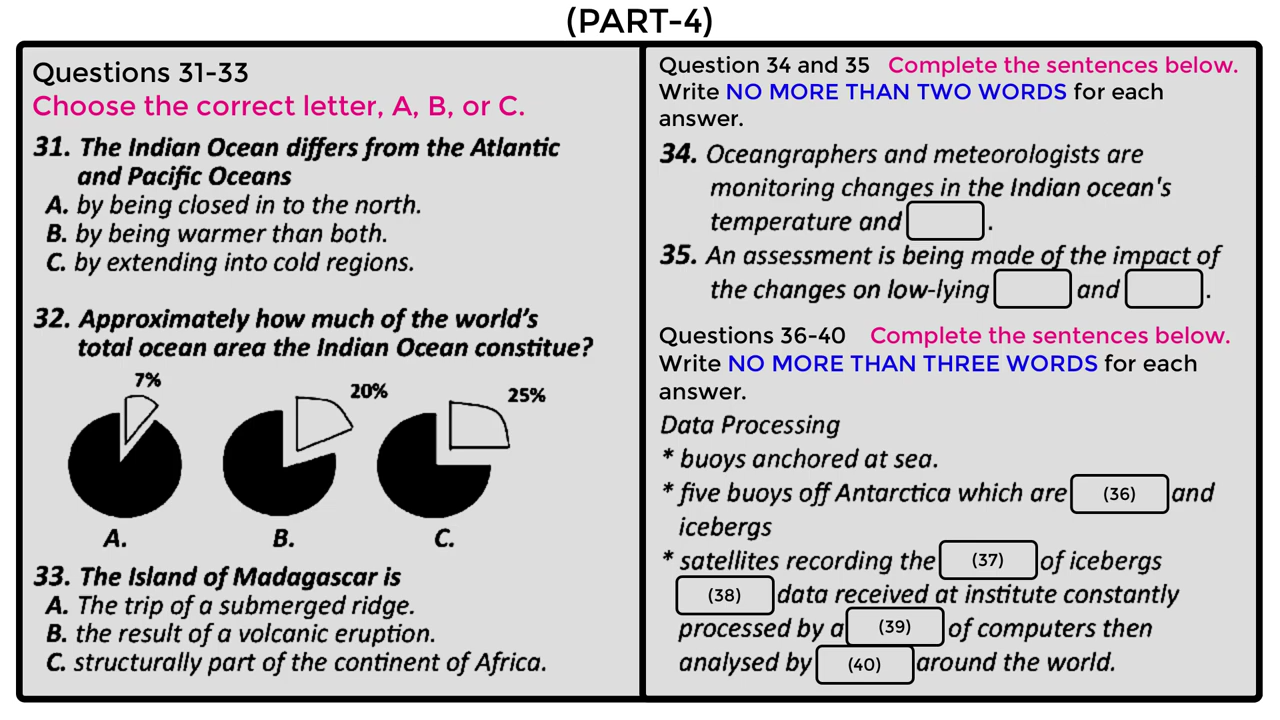 (PART-4)
Questions 31-33
Choose the correct letter, A, B, or C.
31. The Indian Ocean differs from the Atlantic
and Pacific Oceans
A. by being closed in to the north.
B. by being warmer than both.
C. by extending into cold regions.
32. Approximately how much of the world's
total ocean area the Indian Ocean constitue?
7%
20%
25%
A.
B.
C.
33. The Island of Madagascar is
A. The trip of a submerged ridge.
B. the result of a volcanic eruption.
C. structurally part of the continent of Africa.
Question 34 and 35 Complete the sentences below.
Write NO MORE THAN TWO WORDS for each
answer.
34. Oceangraphers and meteorologists are
monitoring changes in the Indian ocean's
temperature and .
35. An assessment is being made of the impact of
the changes on low-lying and .
Questions 36-40 Complete the sentences below.
Write NO MORE THAN THREE WORDS for each
answer.
Data Processing
* buoys anchored at sea.
* five buoys off Antarctica which are (36) and
icebergs
* satellites recording the (37) of icebergs
(38) data received at institute constantly
processed by a (39) of computers then
analysed by (40) around the world.